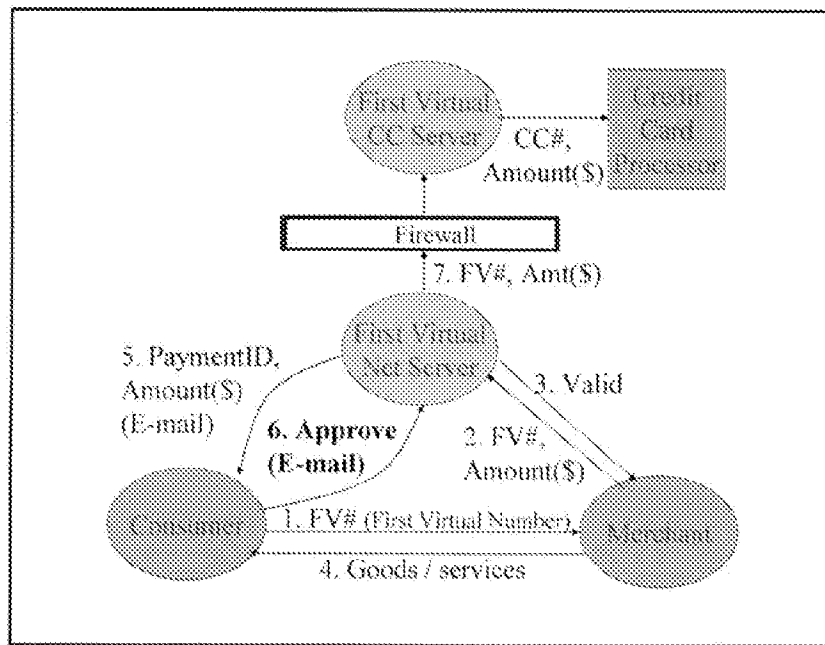 First Virtual
CC Server
Credit
Card
Processor
CC#,
Amount($)
Firewall
7. FV#, Amt($)
First Virtual
Net Server
5. PaymentID,
Amount($)
(E-mail)
3. Valid
6. Approve
(E-mail)
2. FV#,
Amount($)
Consumer
1. FV# (First Virtual Number)
Merchant
4. Goods / services